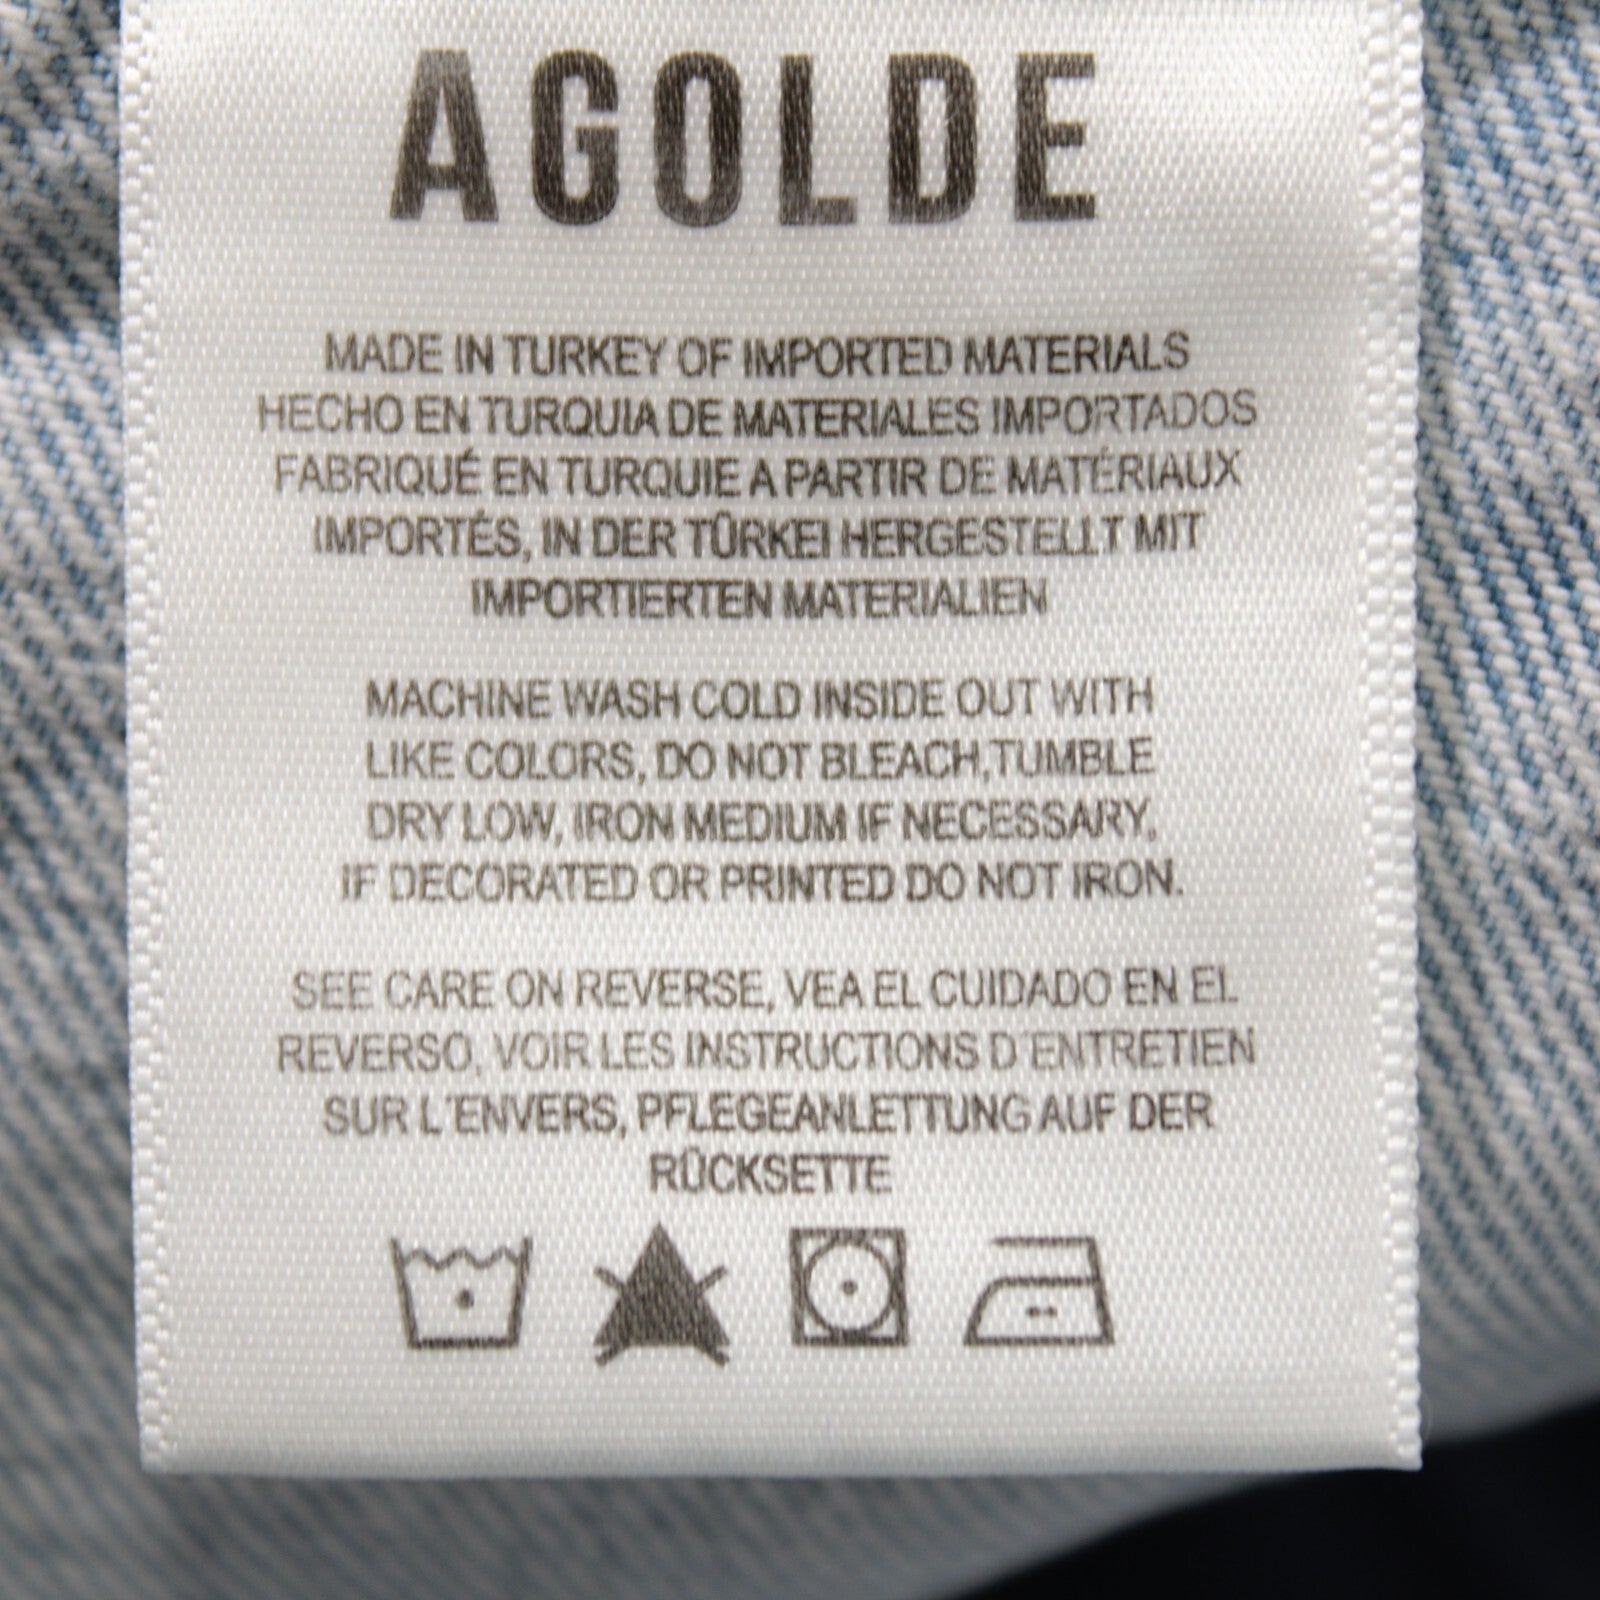 AGOLDE
MADE IN TURKEY OF IMPORTED MATERIALS
HECHO EN TURQUIA DE MATERIALES IMPORTADOS
FABRIQUÉ EN TURQUIE A PARTIR DE MATÉRIAUX
IMPORTÉS, IN DER TÜRKEI HERGESTELLT MIT
IMPORTIERTEN MATERIALIEN
MACHINE WASH COLD INSIDE OUT WITH
LIKE COLORS, DO NOT BLEACH,TUMBLE
DRY LOW, IRON MEDIUM IF NECESSARY,
IF DECORATED OR PRINTED DO NOT IRON.
SEE CARE ON REVERSE, VEA EL CUIDADO EN EL
REVERSO, VOIR LES INSTRUCTIONS D'ENTRETIEN
SUR L'ENVERS, PFLEGEANLETTUNG AUF DER
RÜCKSETTE